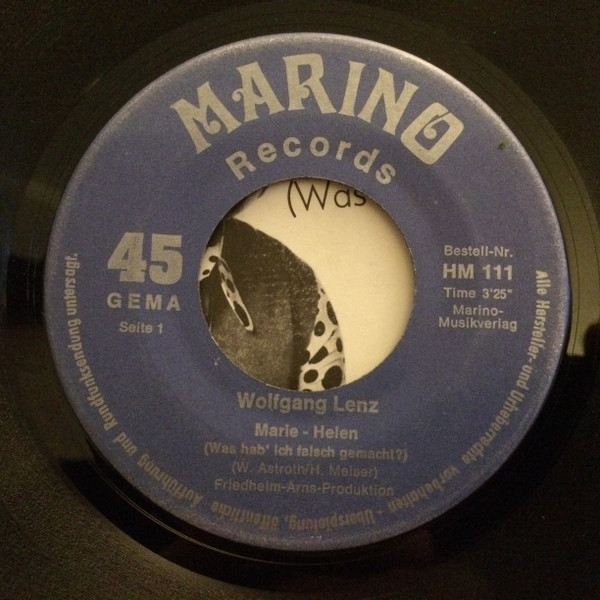 MARINO
Records
(Was
45
GEMA
Seite 1
Bestell-Nr.
HM 111
Time 3'25"
Marino-
Musikverlag
Wolfgang Lenz
Marie - Helen
(Was hab' ich falsch gemacht?)
(W. Astroth/H. Meiser)
Friedhelm-Arns-Produktion
Alle Hersteller- und Urheberrechte vorbehalten - Überspielung, öffentliche Aufführung und Rundfunksendung untersagt.